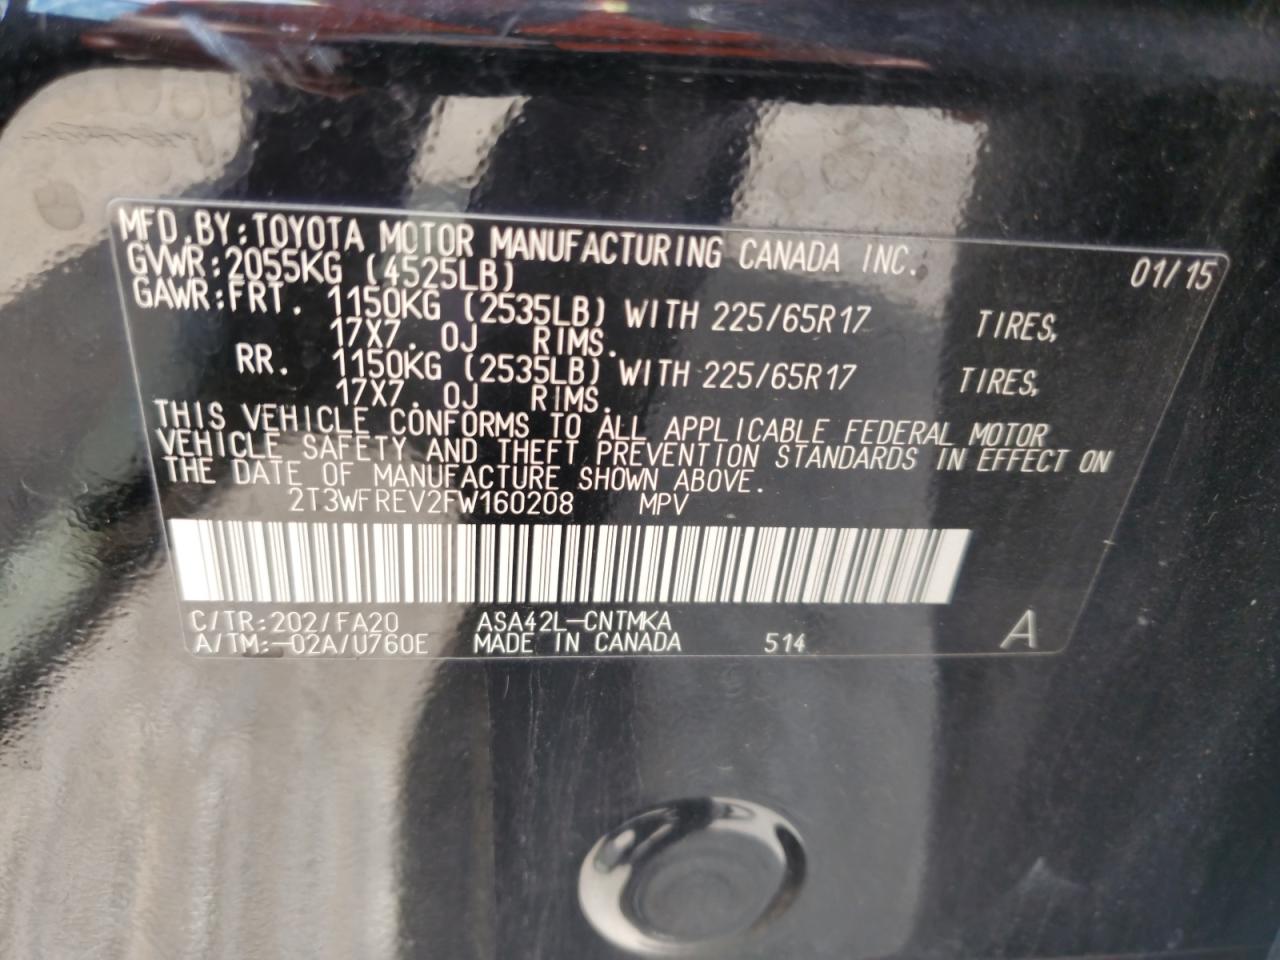 MFD.BY:TOYOTA MOTOR MANUFACTURING CANADA INC. 01/15
GVWR:2055KG (4525LB)
GAWR:FRT. 1150KG (2535LB) WITH 225/65R17 TIRES,
17X7.0J RIMS.
RR. 1150KG (2535LB) WITH 225/65R17 TIRES,
17X7.0J RIMS.
THIS VEHICLE CONFORMS TO ALL APPLICABLE FEDERAL MOTOR
VEHICLE SAFETY AND THEFT PREVENTION STANDARDS IN EFFECT ON
THE DATE OF MANUFACTURE SHOWN ABOVE.
2T3WFREV2FW160208 MPV
C/TR:202/FA20 ASA42L-CNTMKA
A/TM:-02A/U760E MADE IN CANADA 514 A